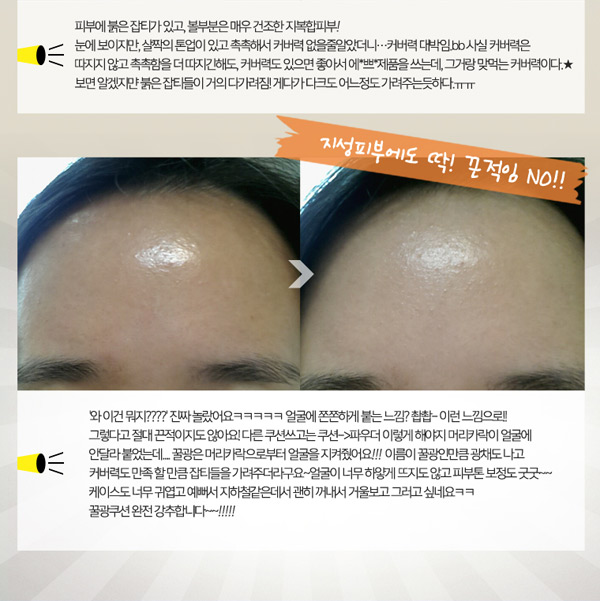 피부에 붉은 잡티가 있고, 볼부분은 매우 건조한 지복합피부!
눈에 보이지만, 살짝의 톤업이 있고 촉촉해서 커버력 없을줄알았더니…커버력 대박임.bb 사실 커버력은
따지지 않고 촉촉함을 더 따지긴해도, 커버력도 있으면 좋아서 에*쁘*제품을 쓰는데, 그거랑 맞먹는 커버력이다.★
보면 알겠지만 붉은 잡티들이 거의 다가려짐! 게다가 다크도 어느정도 가려주는듯하다.ㅠㅠ
지성피부에도 딱! 끈적임 NO!!
'와 이건 뭐지????' 진짜 놀랐어요ㅋㅋㅋㅋㅋ 얼굴에 쫀쫀하게 붙는 느낌? 촵촵~ 이런 느낌으로!!
그렇다고 절대 끈적이지도 않아요! 다른 쿠션쓰고는 쿠션->파우더 이렇게 해야지 머리카락이 얼굴에
안달라 붙었는데... 꿀광은 머리카락으로부터 얼굴을 지켜줬어요!!! 이름이 꿀광인만큼 광채도 나고
커버력도 만족 할 만큼 잡티들을 가려주더라구요~얼굴이 너무 하얗게 뜨지도 않고 피부톤 보정도 굿굿~~
케이스도 너무 귀엽고 예뻐서 지하철같은데서 괜히 꺼내서 거울보고 그러고 싶네요ㅋㅋ
꿀광쿠션 완전 강추합니다~~!!!!!